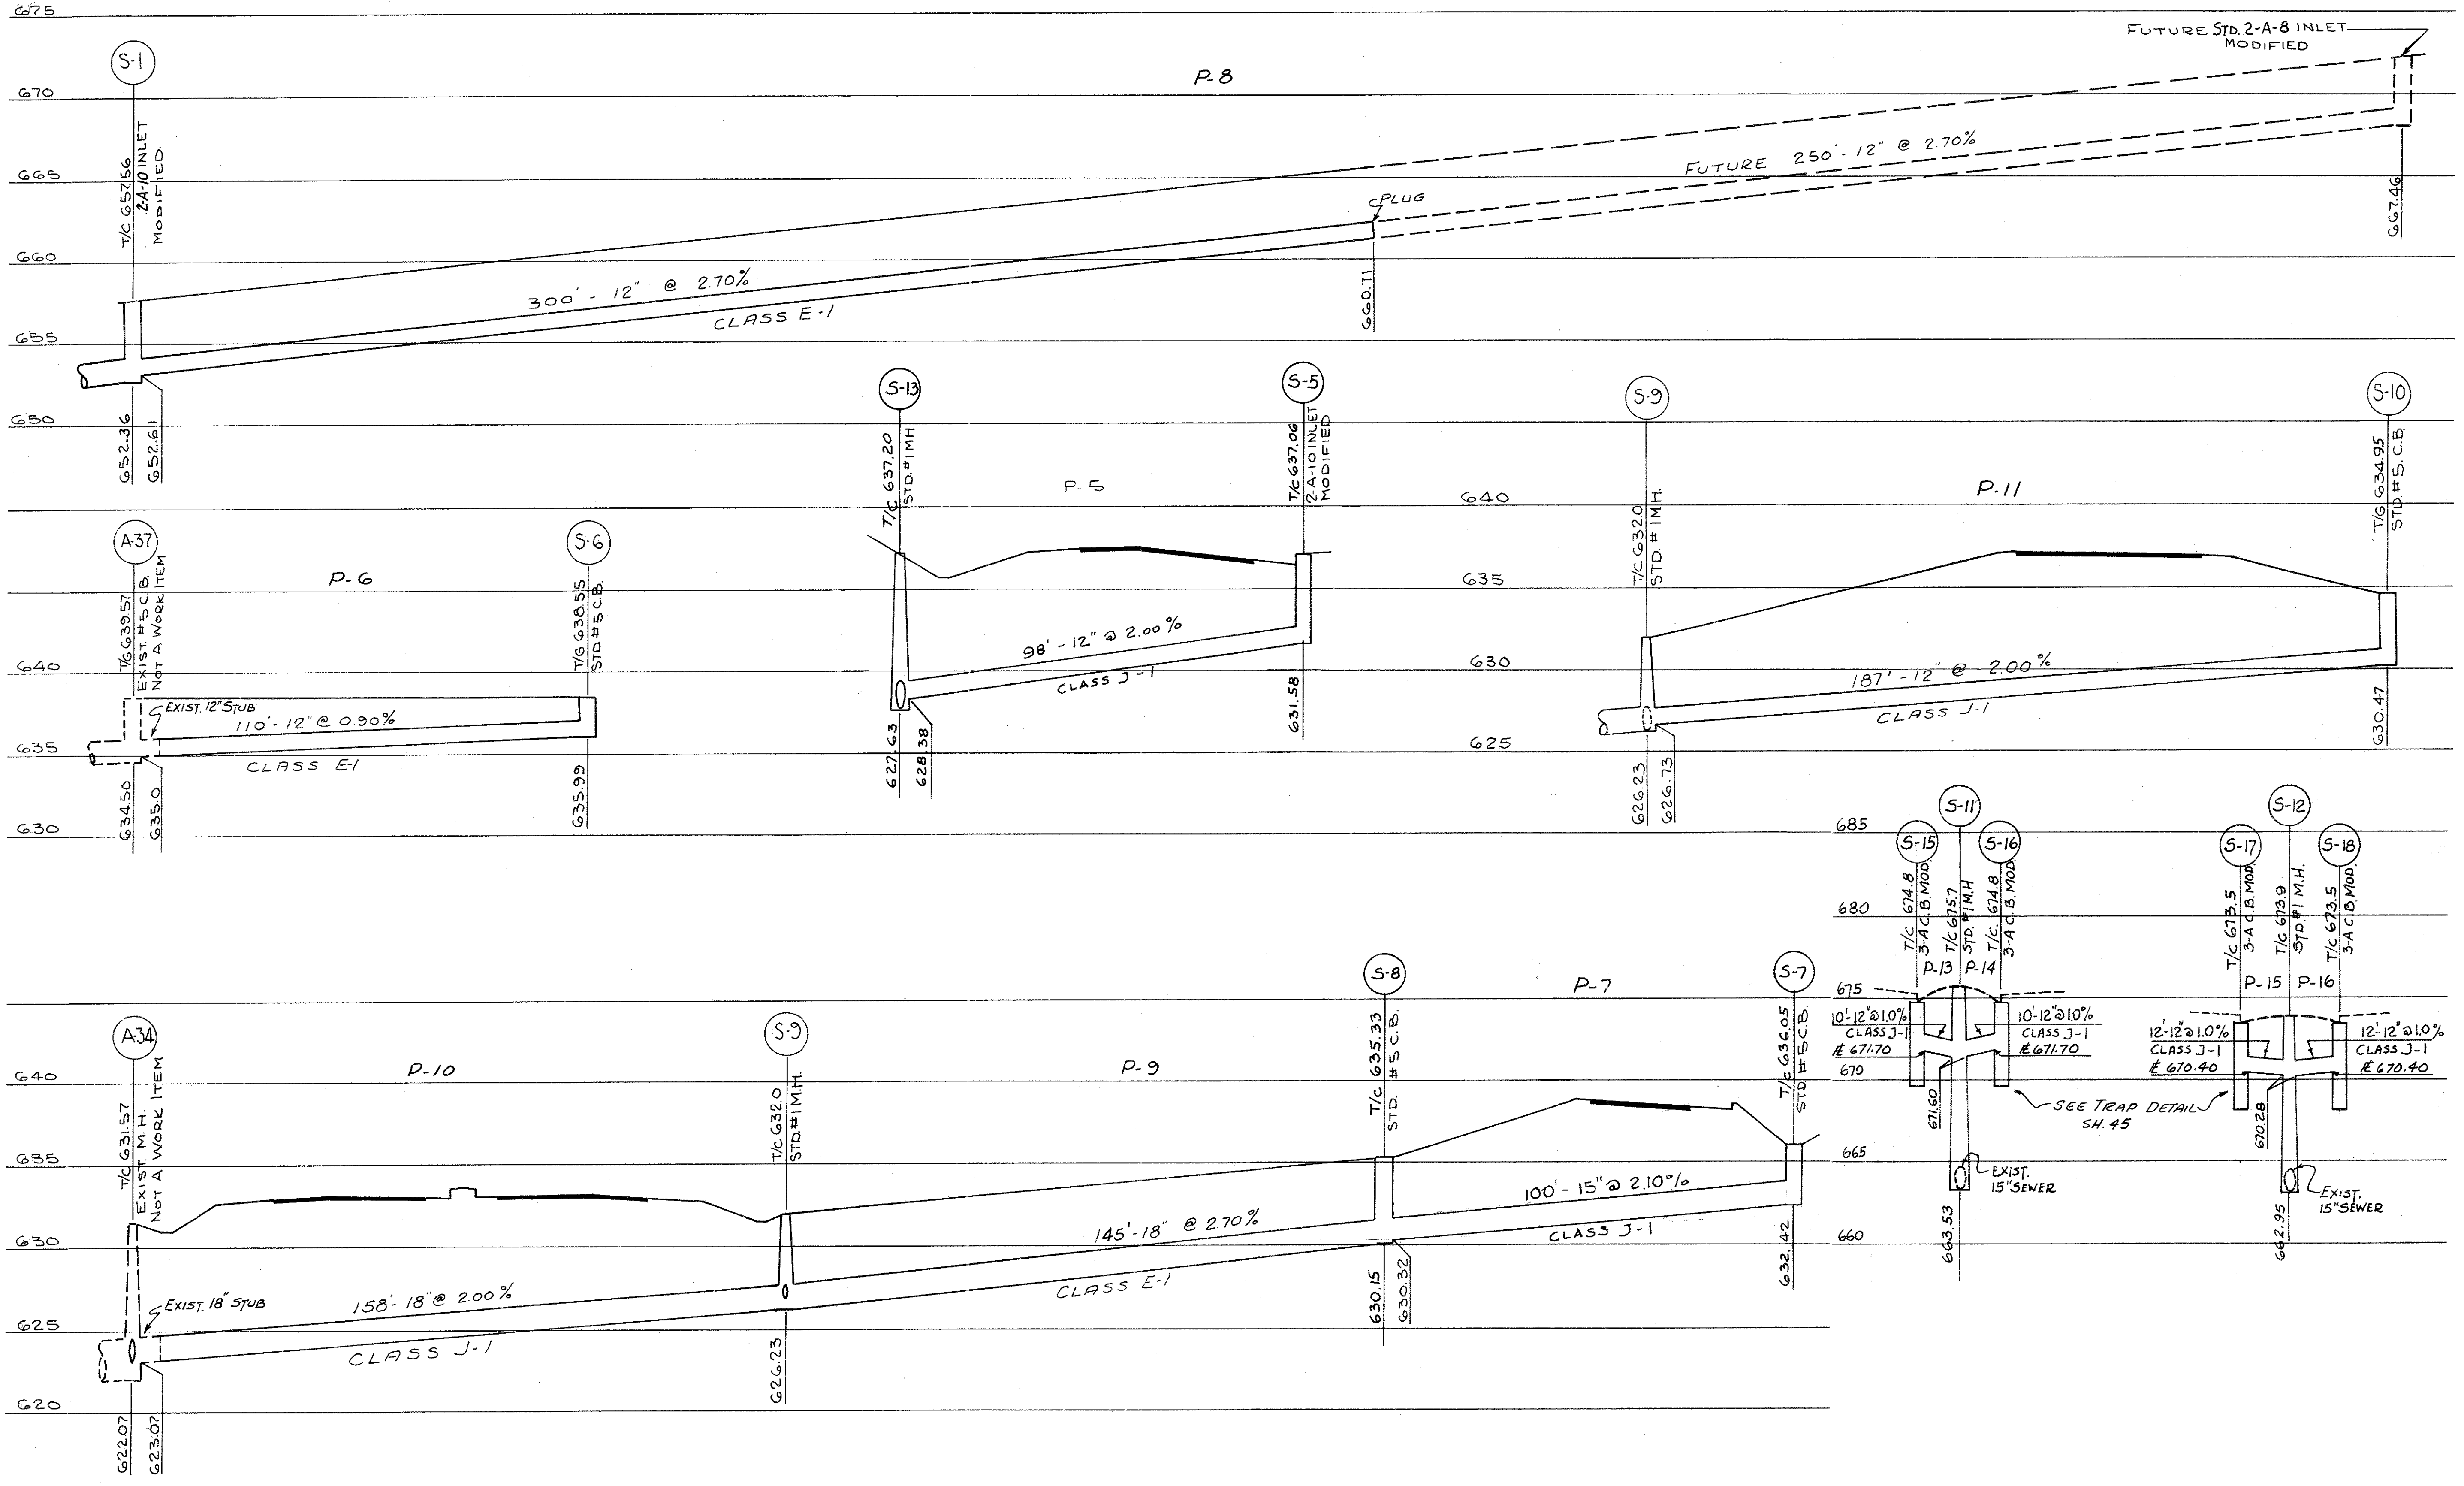 675
670
665
660
655
650
S-1
T/C 657.56
2-A-10 INLET
MODIFIED.
P-8
FUTURE STD. 2-A-8 INLET
MODIFIED
FUTURE 250'-12" @ 2.70%
PLUG
300' - 12" @ 2.70%
CLASS E-1
660.71
667.46
652.36
652.61
A-37
T/G 639.57
EXIST. #5 C.B.
NOT A WORK ITEM
P-6
S-6
T/G 638.55
STD #5 C.B.
640
635
630
EXIST. 12" STUB
110'-12" @ 0.90%
CLASS E-1
634.50
635.0
635.99
S-13
T/C 637.20
STD. #1 MH
P-5
S-5
T/C 637.06
2-A-10 INLET
MODIFIED
98'-12" @ 2.00%
CLASS J-1
627.63
628.38
631.58
640
635
630
625
S-9
T/C 632.0
STD. #1 M.H.
P-11
S-10
T/G 634.95
STD. #5. C.B.
187'-12" @ 2.00%
CLASS J-1
626.23
626.73
630.47
A-34
T/C 631.57
EXIST. M.H.
NOT A WORK ITEM
P-10
S-9
T/C 632.0
STD. #1 M.H.
P-9
S-8
T/C 635.33
STD. #5 C.B.
P-7
S-7
T/C 636.05
STD #5 C.B.
640
635
630
625
620
EXIST. 18" STUB
158'-18" @ 2.00%
CLASS J-1
145'-18" @ 2.70%
CLASS E-1
100'-15" @ 2.10%
CLASS J-1
622.07
623.07
626.23
630.15
630.32
632.42
685
680
675
670
665
660
S-15
T/C 674.8
3-A C.B. MOD.
S-11
T/C 675.7
STD. #1 M.H
S-16
T/C. 674.8
3-A C.B. MOD.
P-13
P-14
10'-12" @ 1.0%
CLASS J-1
IE 671.70
10'-12" @ 1.0%
CLASS J-1
IE 671.70
671.60
663.53
EXIST.
15" SEWER
SEE TRAP DETAIL
SH. 45
S-17
T/C 673.5
3-A C.B. MOD.
S-12
T/C 673.9
STD. #1 M.H.
S-18
T/C 673.5
3-A C.B. MOD.
P-15
P-16
12'-12" @ 1.0%
CLASS J-1
IE 670.40
12'-12" @ 1.0%
CLASS J-1
IE 670.40
670.28
662.95
EXIST.
15" SEWER